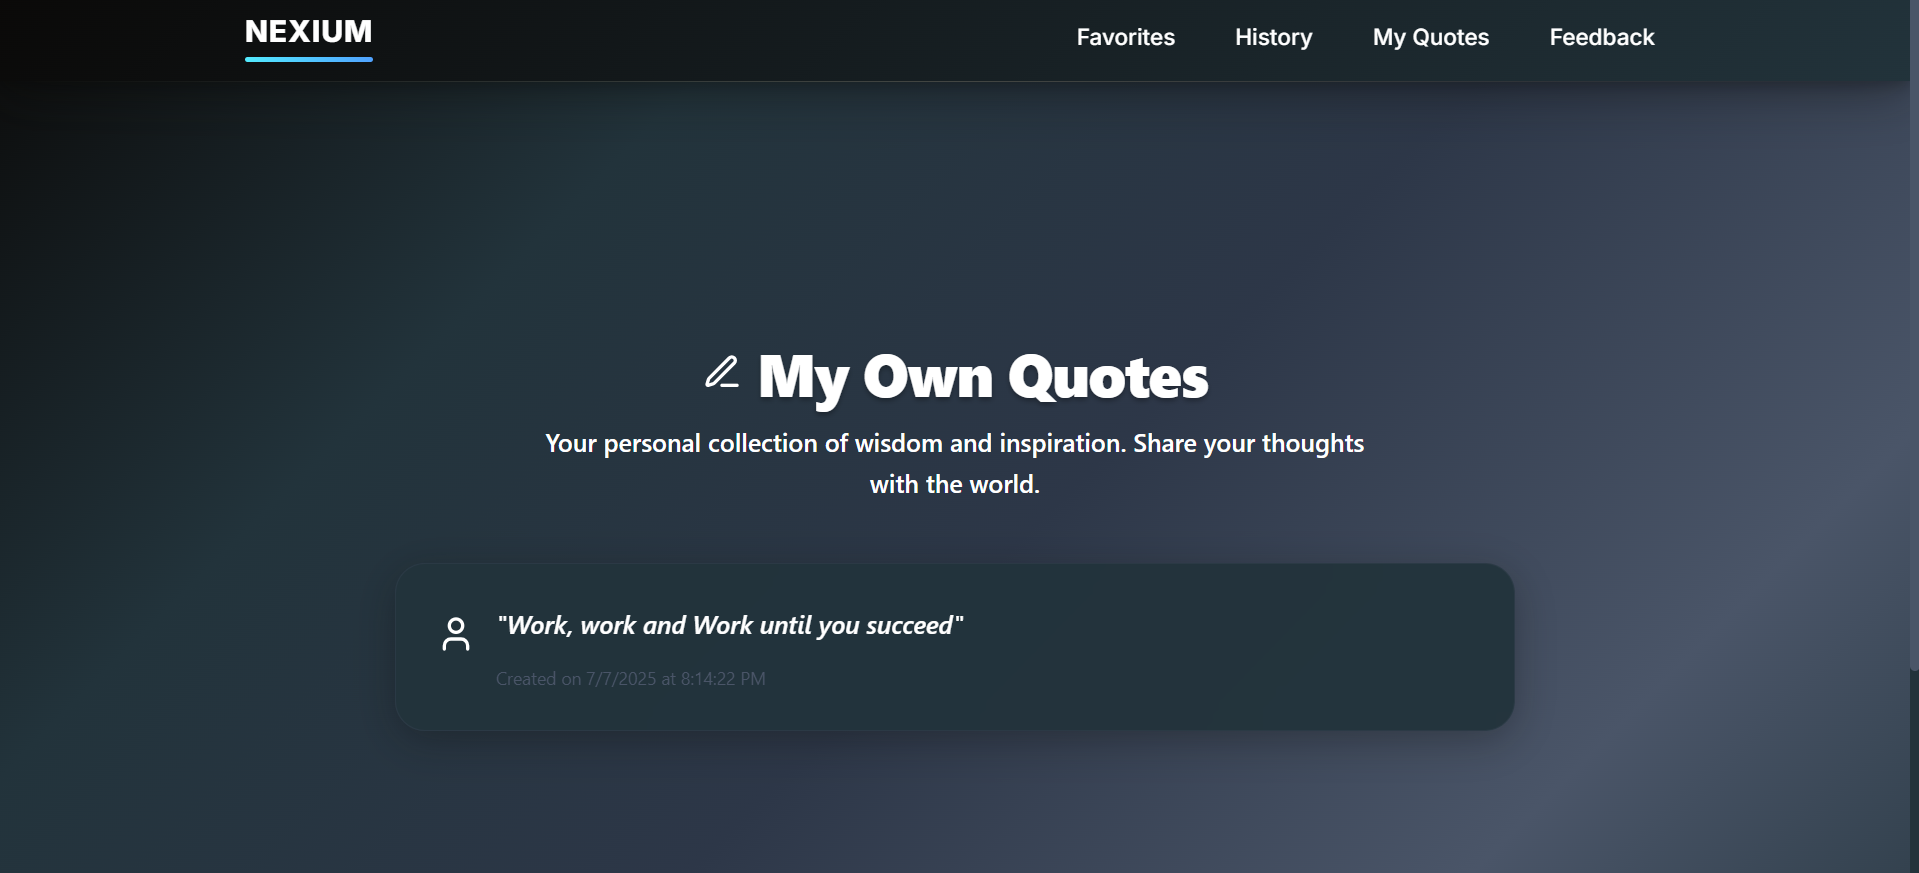 NEXIUM
Favorites
History
My Quotes
Feedback
My Own Quotes
Your personal collection of wisdom and inspiration. Share your thoughts
with the world.
"Work, work and Work until you succeed"
Created on 7/7/2025 at 8:14:22 PM